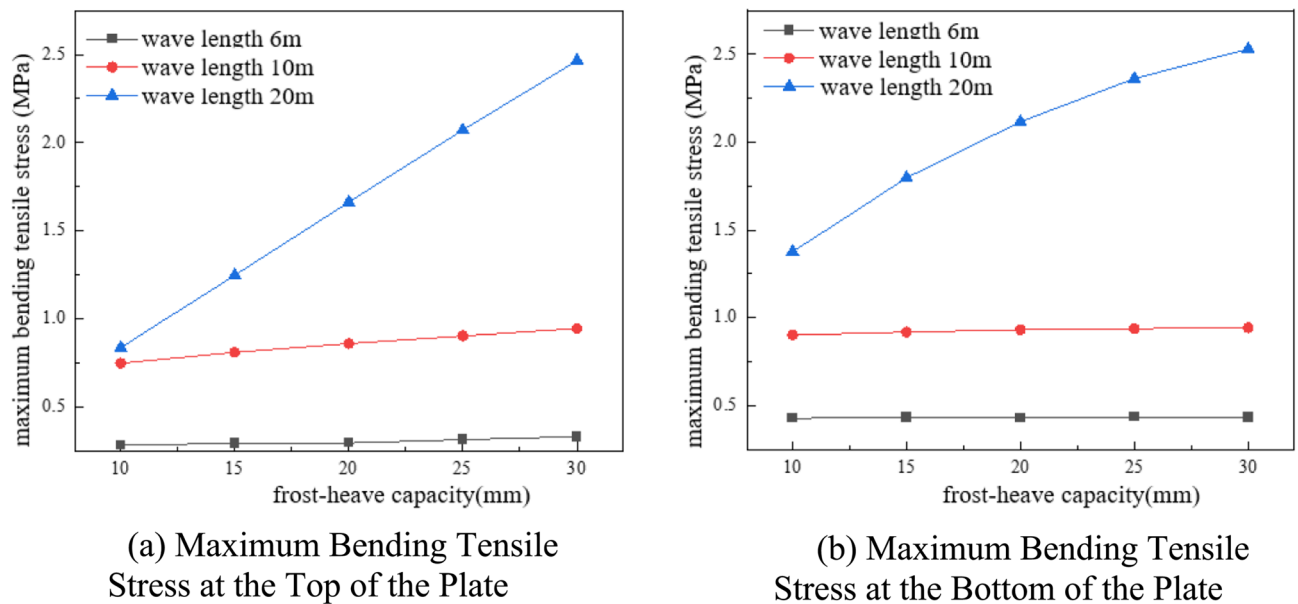 maximum bending tensile stress (MPa)
2.5
2.0
1.5
1.0
0.5
wave length 6m
wave length 10m
wave length 20m
10 15 20 25 30
frost-heave capacity(mm)
(a) Maximum Bending Tensile
Stress at the Top of the Plate
maximum bending tensile stress (MPa)
2.5
2.0
1.5
1.0
0.5
wave length 6m
wave length 10m
wave length 20m
10 15 20 25 30
frost-heave capacity(mm)
(b) Maximum Bending Tensile
Stress at the Bottom of the Plate